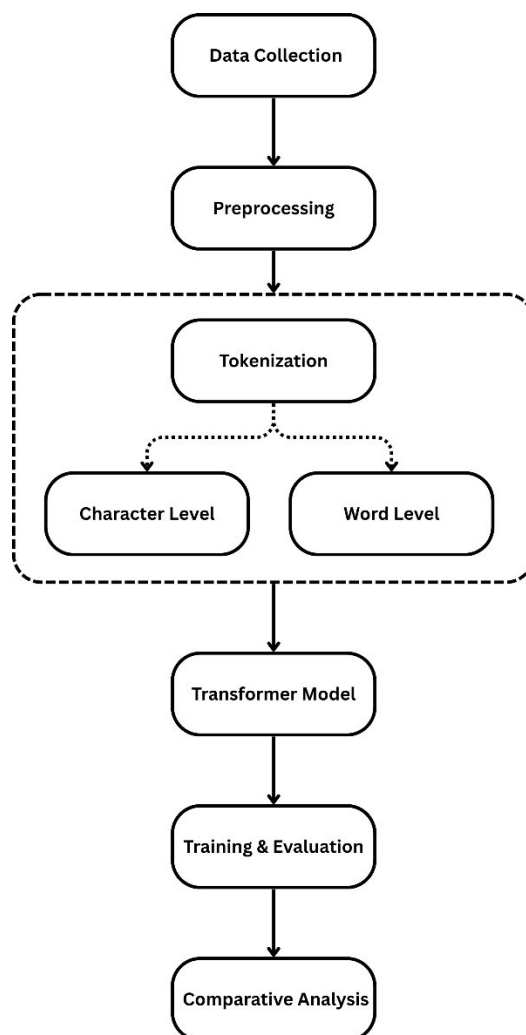 Data Collection
Preprocessing
Tokenization
Character Level
Word Level
Transformer Model
Training & Evaluation
Comparative Analysis